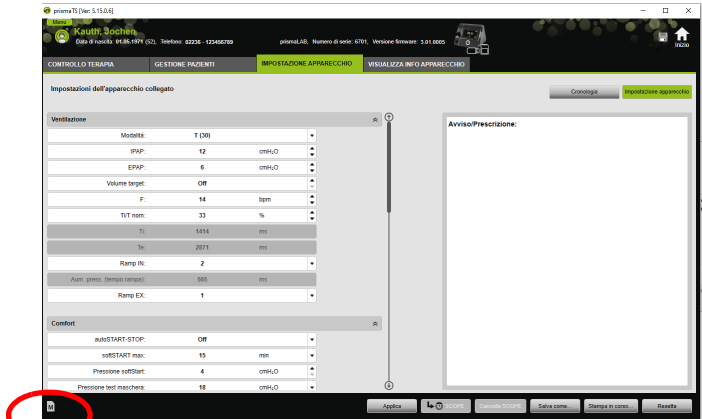 prismaTS [Ver: 5.15.0.6]
Menu
Kauth, Jochen
Data di nascita: 01.05.1971 (52), Telefono: 02236 - 123456789
prismaLAB, Numero di serie: 6701, Versione firmware: 3.01.0005
Inizio
CONTROLLO TERAPIA
GESTIONE PAZIENTI
IMPOSTAZIONE APPARECCHIO
VISUALIZZA INFO APPARECCHIO
Impostazioni dell'apparecchio collegato
Cronologia
Impostazione apparecchio
Ventilazione
Avviso/Prescrizione:
Modalità: T (30)
IPAP: 12 cmH₂O
EPAP: 6 cmH₂O
Volume target: Off
F: 14 bpm
Ti/T nom: 33 %
Ti: 1414 ms
Te: 2871 ms
Ramp IN: 2
Aum. press. (tempo rampa): 565 ms
Ramp EX: 1
Comfort
autoSTART-STOP: Off
softSTART max: 15 min
Pressione softStart: 4 cmH₂O
Pressione test maschera: 18 cmH₂O
M
Applica
SCOPE
Cancella SCOPE
Salva come...
Stampa in corso...
Resetta